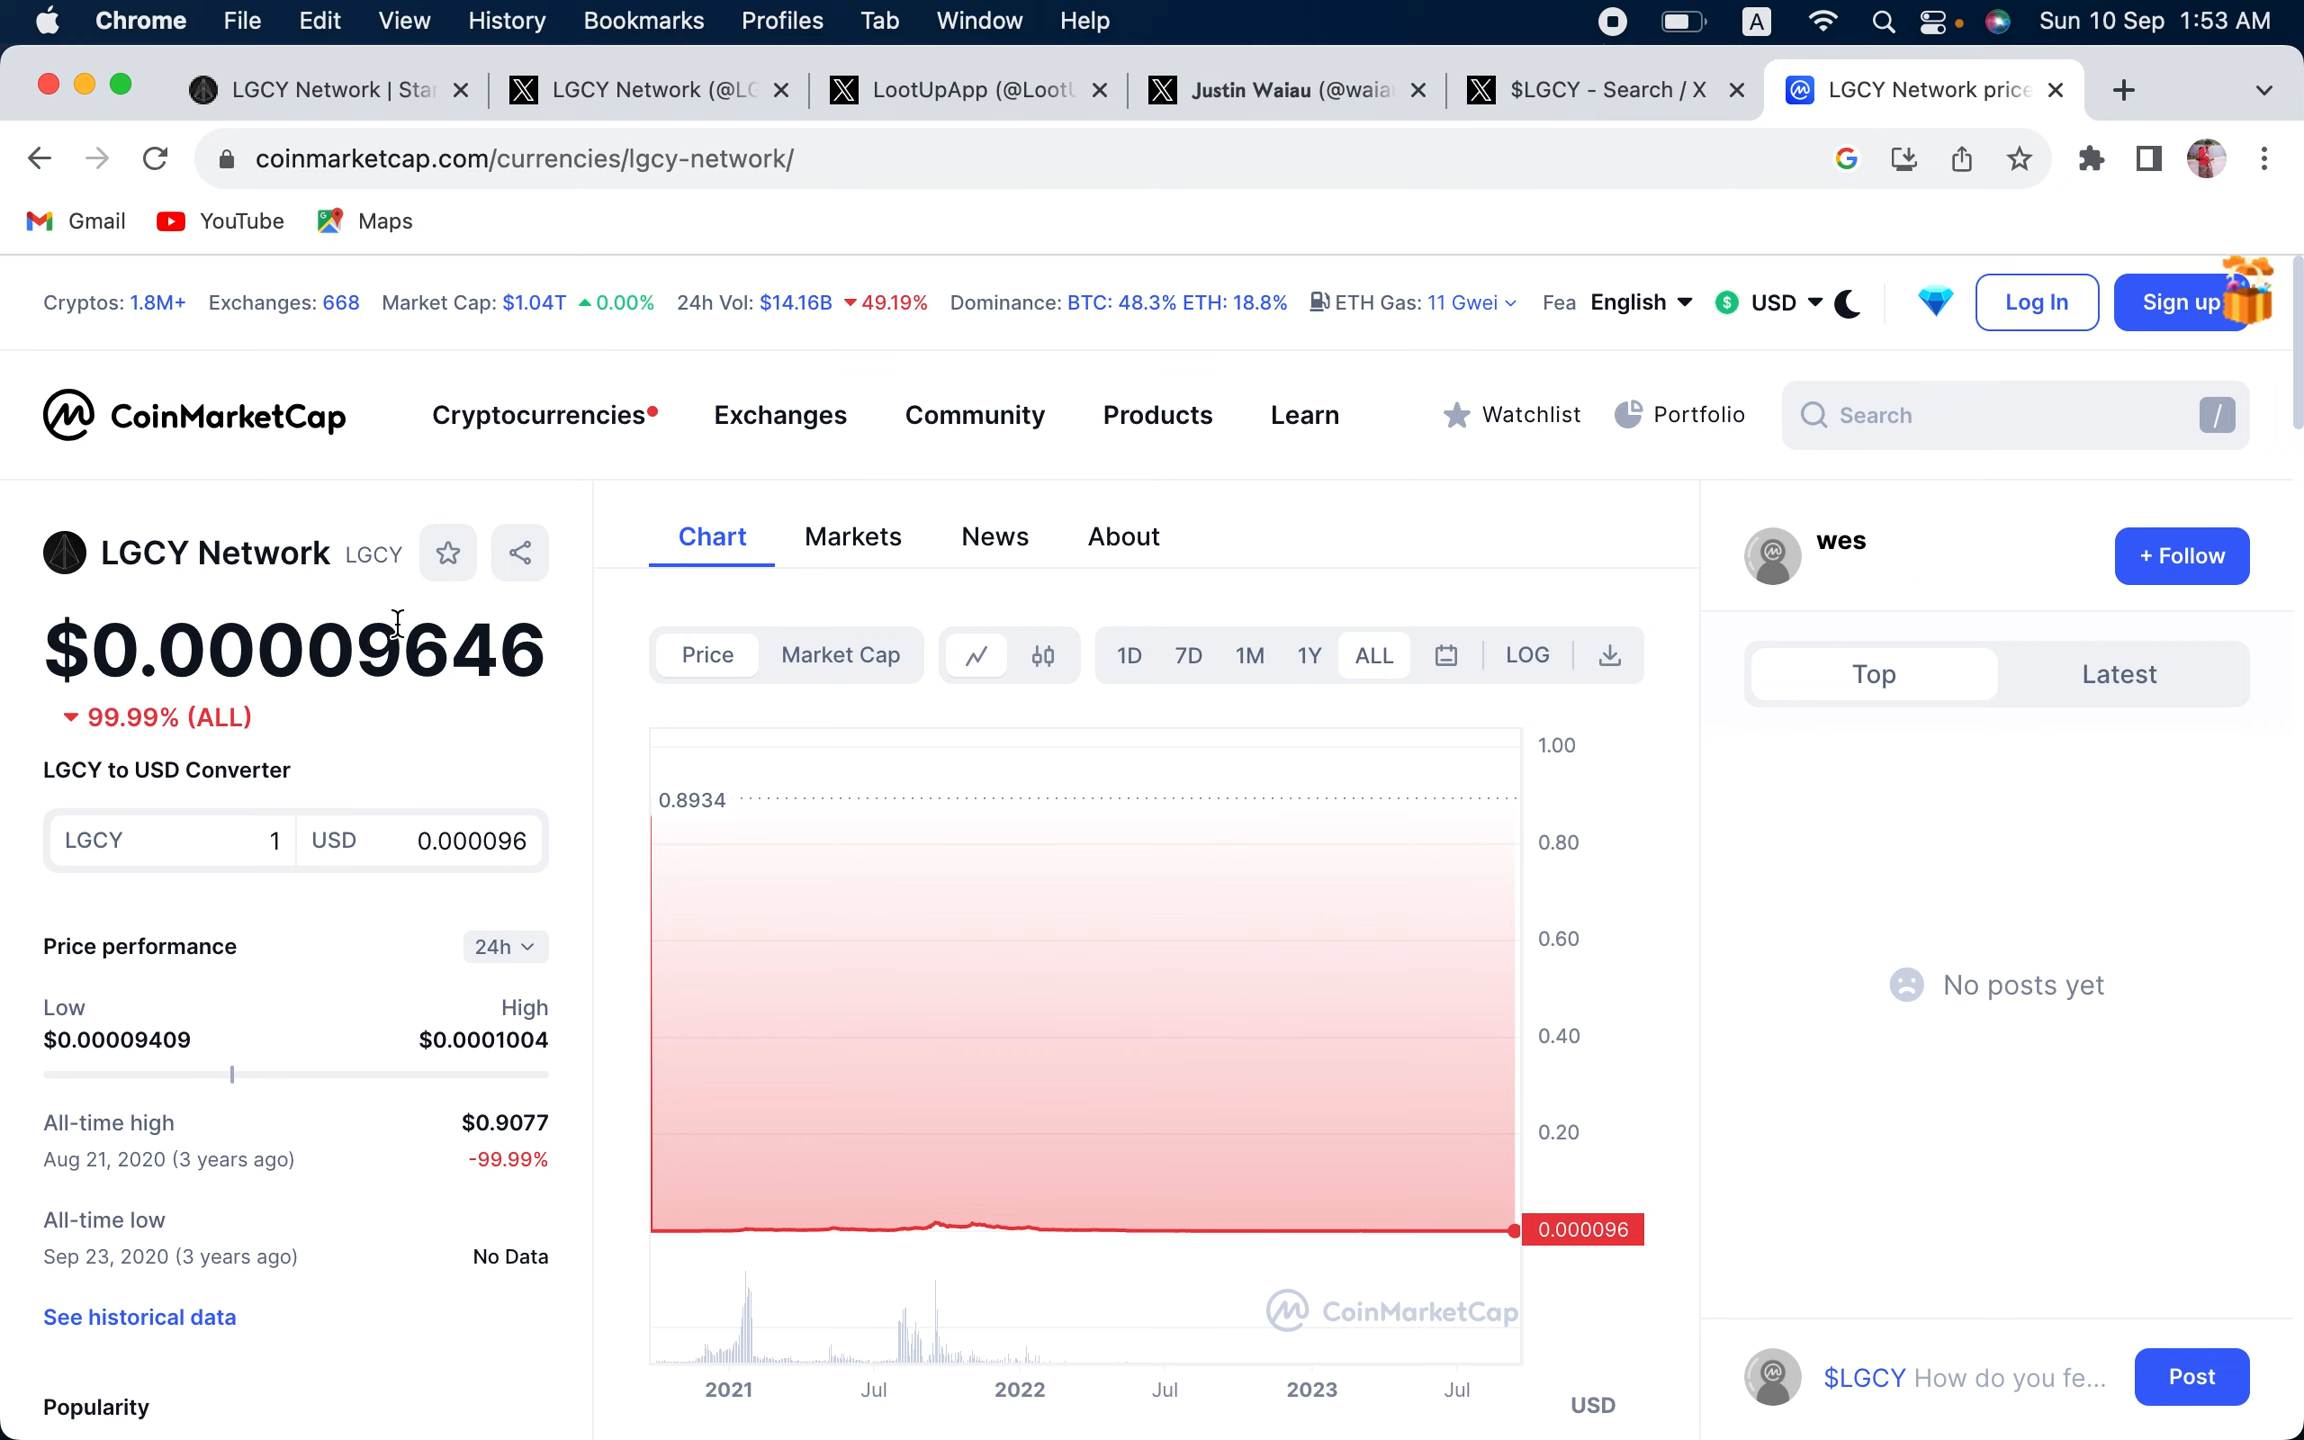 Chrome File Edit View History Bookmarks Profiles Tab Window Help A Sun 10 Sep 1:53 AM
LGCY Network | Star LGCY Network (@LG LootUpApp (@Loot Justin Waiau (@waia $LGCY - Search / X LGCY Network price
coinmarketcap.com/currencies/lgcy-network/
Gmail YouTube Maps
Cryptos: 1.8M+ Exchanges: 668 Market Cap: $1.04T 0.00% 24h Vol: $14.16B 49.19% Dominance: BTC: 48.3% ETH: 18.8% ETH Gas: 11 Gwei Fea English $ USD Log In Sign up
CoinMarketCap Cryptocurrencies Exchanges Community Products Learn Watchlist Portfolio Search /
LGCY Network LGCY
$0.00009646
99.99% (ALL)
LGCY to USD Converter
LGCY 1 USD 0.000096
Price performance 24h
Low High
$0.00009409 $0.0001004
All-time high $0.9077
Aug 21, 2020 (3 years ago) -99.99%
All-time low
Sep 23, 2020 (3 years ago) No Data
See historical data
Popularity
Chart Markets News About
Price Market Cap 1D 7D 1M 1Y ALL LOG
1.00
0.8934
0.80
0.60
0.40
0.20
0.000096
CoinMarketCap
2021 Jul 2022 Jul 2023 Jul
USD
wes + Follow
Top Latest
No posts yet
$LGCY How do you fe... Post